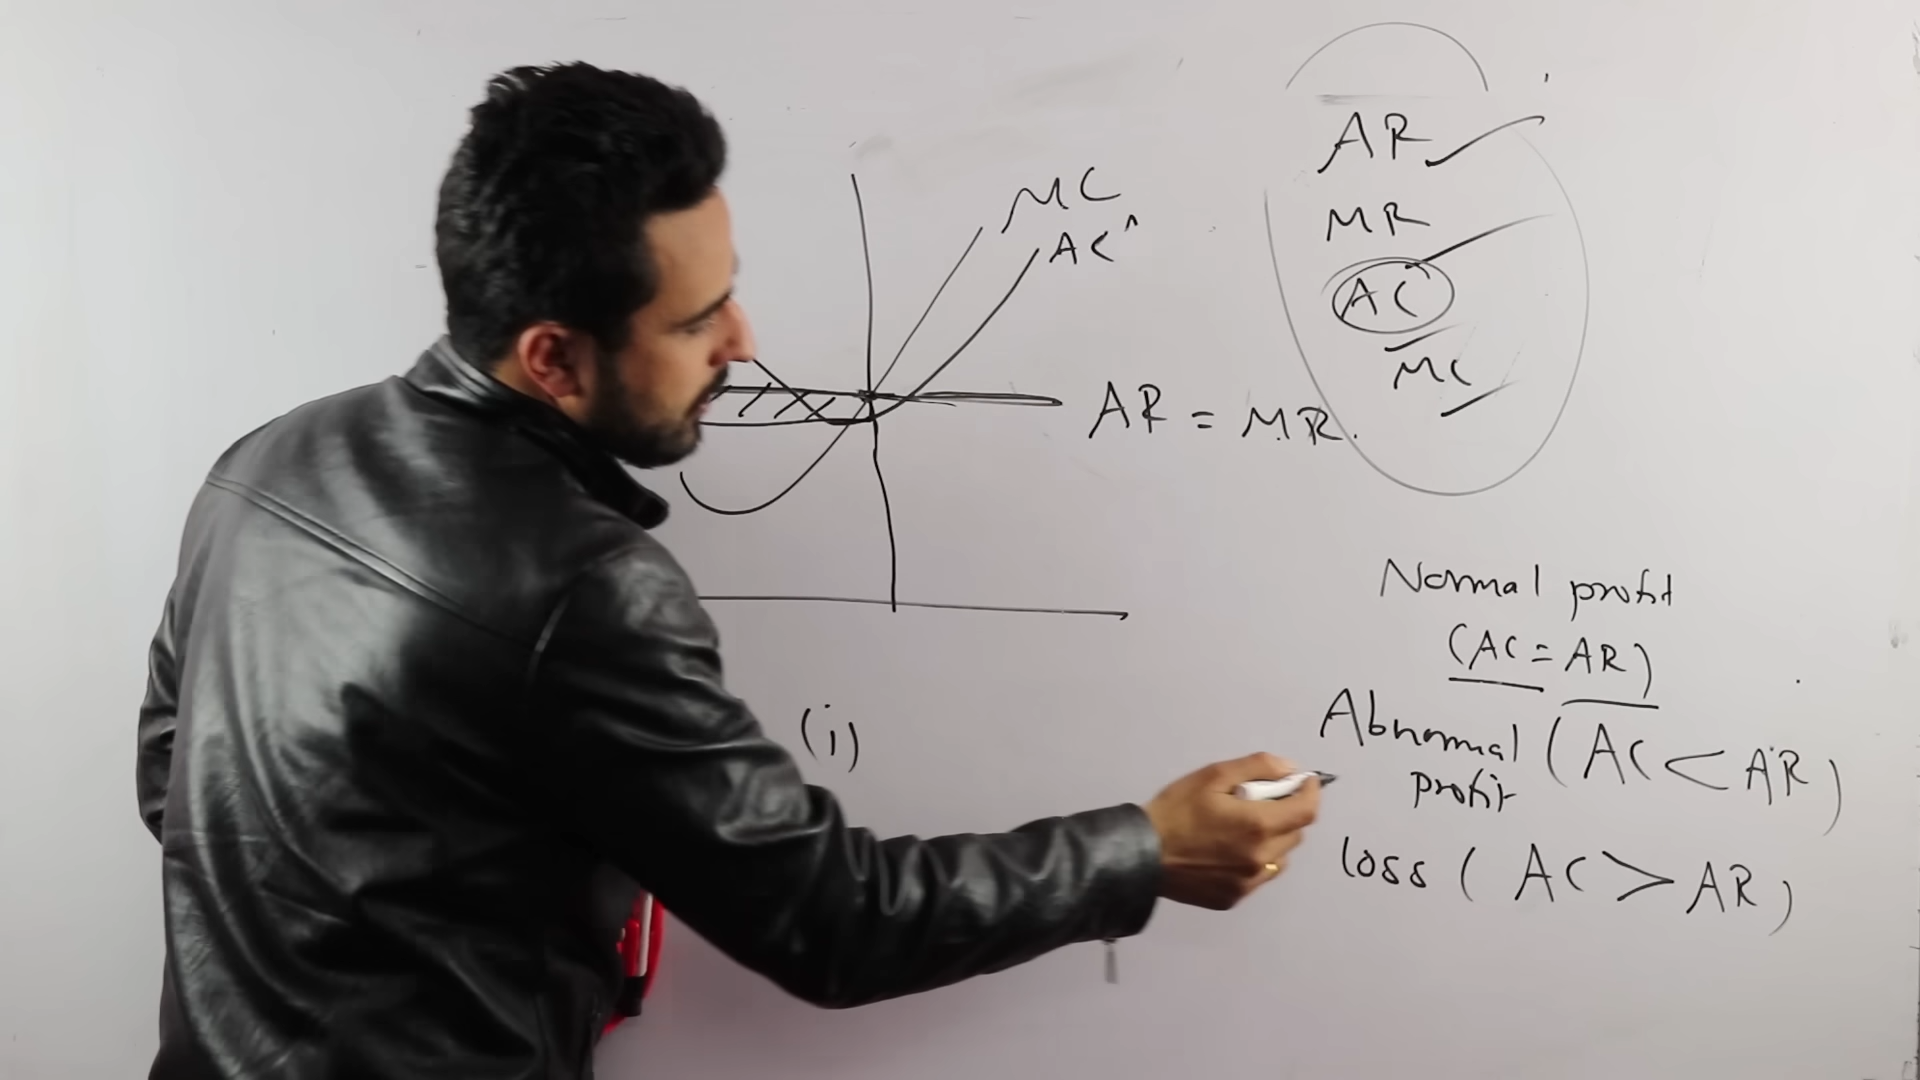 MC
AC
AR = MR.
(i)
AR
MR
AC
MC
Normal profit
(AC = AR)
Abnormal (AC < AR)
profit
loss (AC > AR)